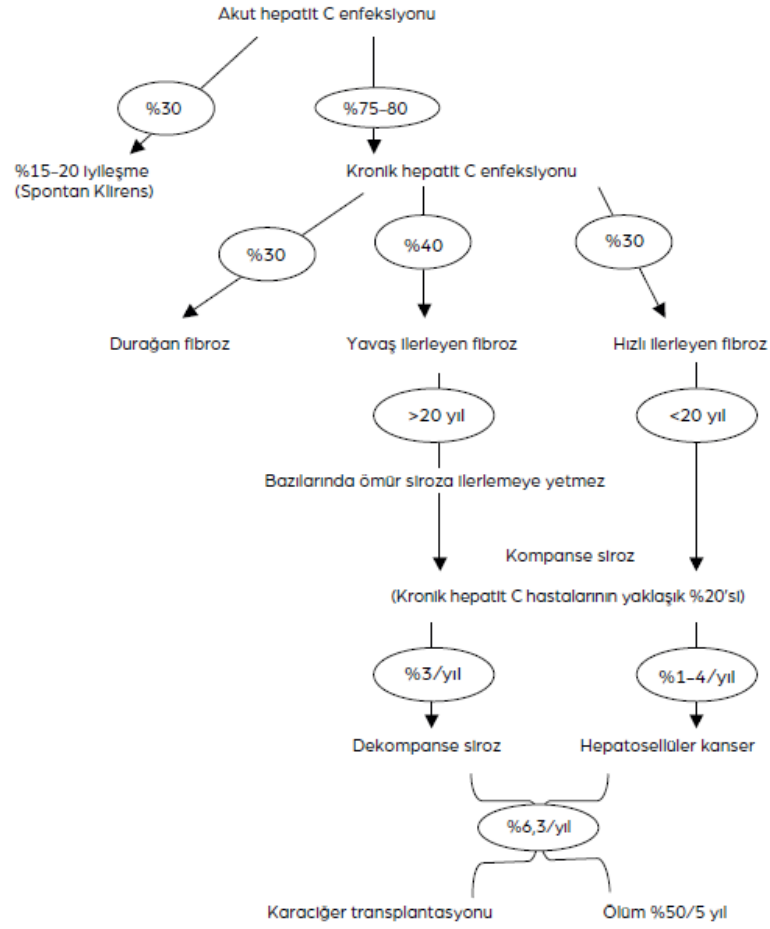 Akut hepatit C enfeksiyonu
%30
%75-80
%15-20 iyileşme
(Spontan Klirens)
Kronik hepatit C enfeksiyonu
%30
%40
%30
Durağan fibroz
Yavaş ilerleyen fibroz
Hızlı ilerleyen fibroz
>20 yıl
<20 yıl
Bazılarında ömür siroza ilerlemeye yetmez
Kompanse siroz
(Kronik hepatit C hastalarının yaklaşık %20'si)
%3/yıl
%1-4/yıl
Dekompanse siroz
Hepatosellüler kanser
%6,3/yıl
Karaciğer transplantasyonu
Ölüm %50/5 yıl